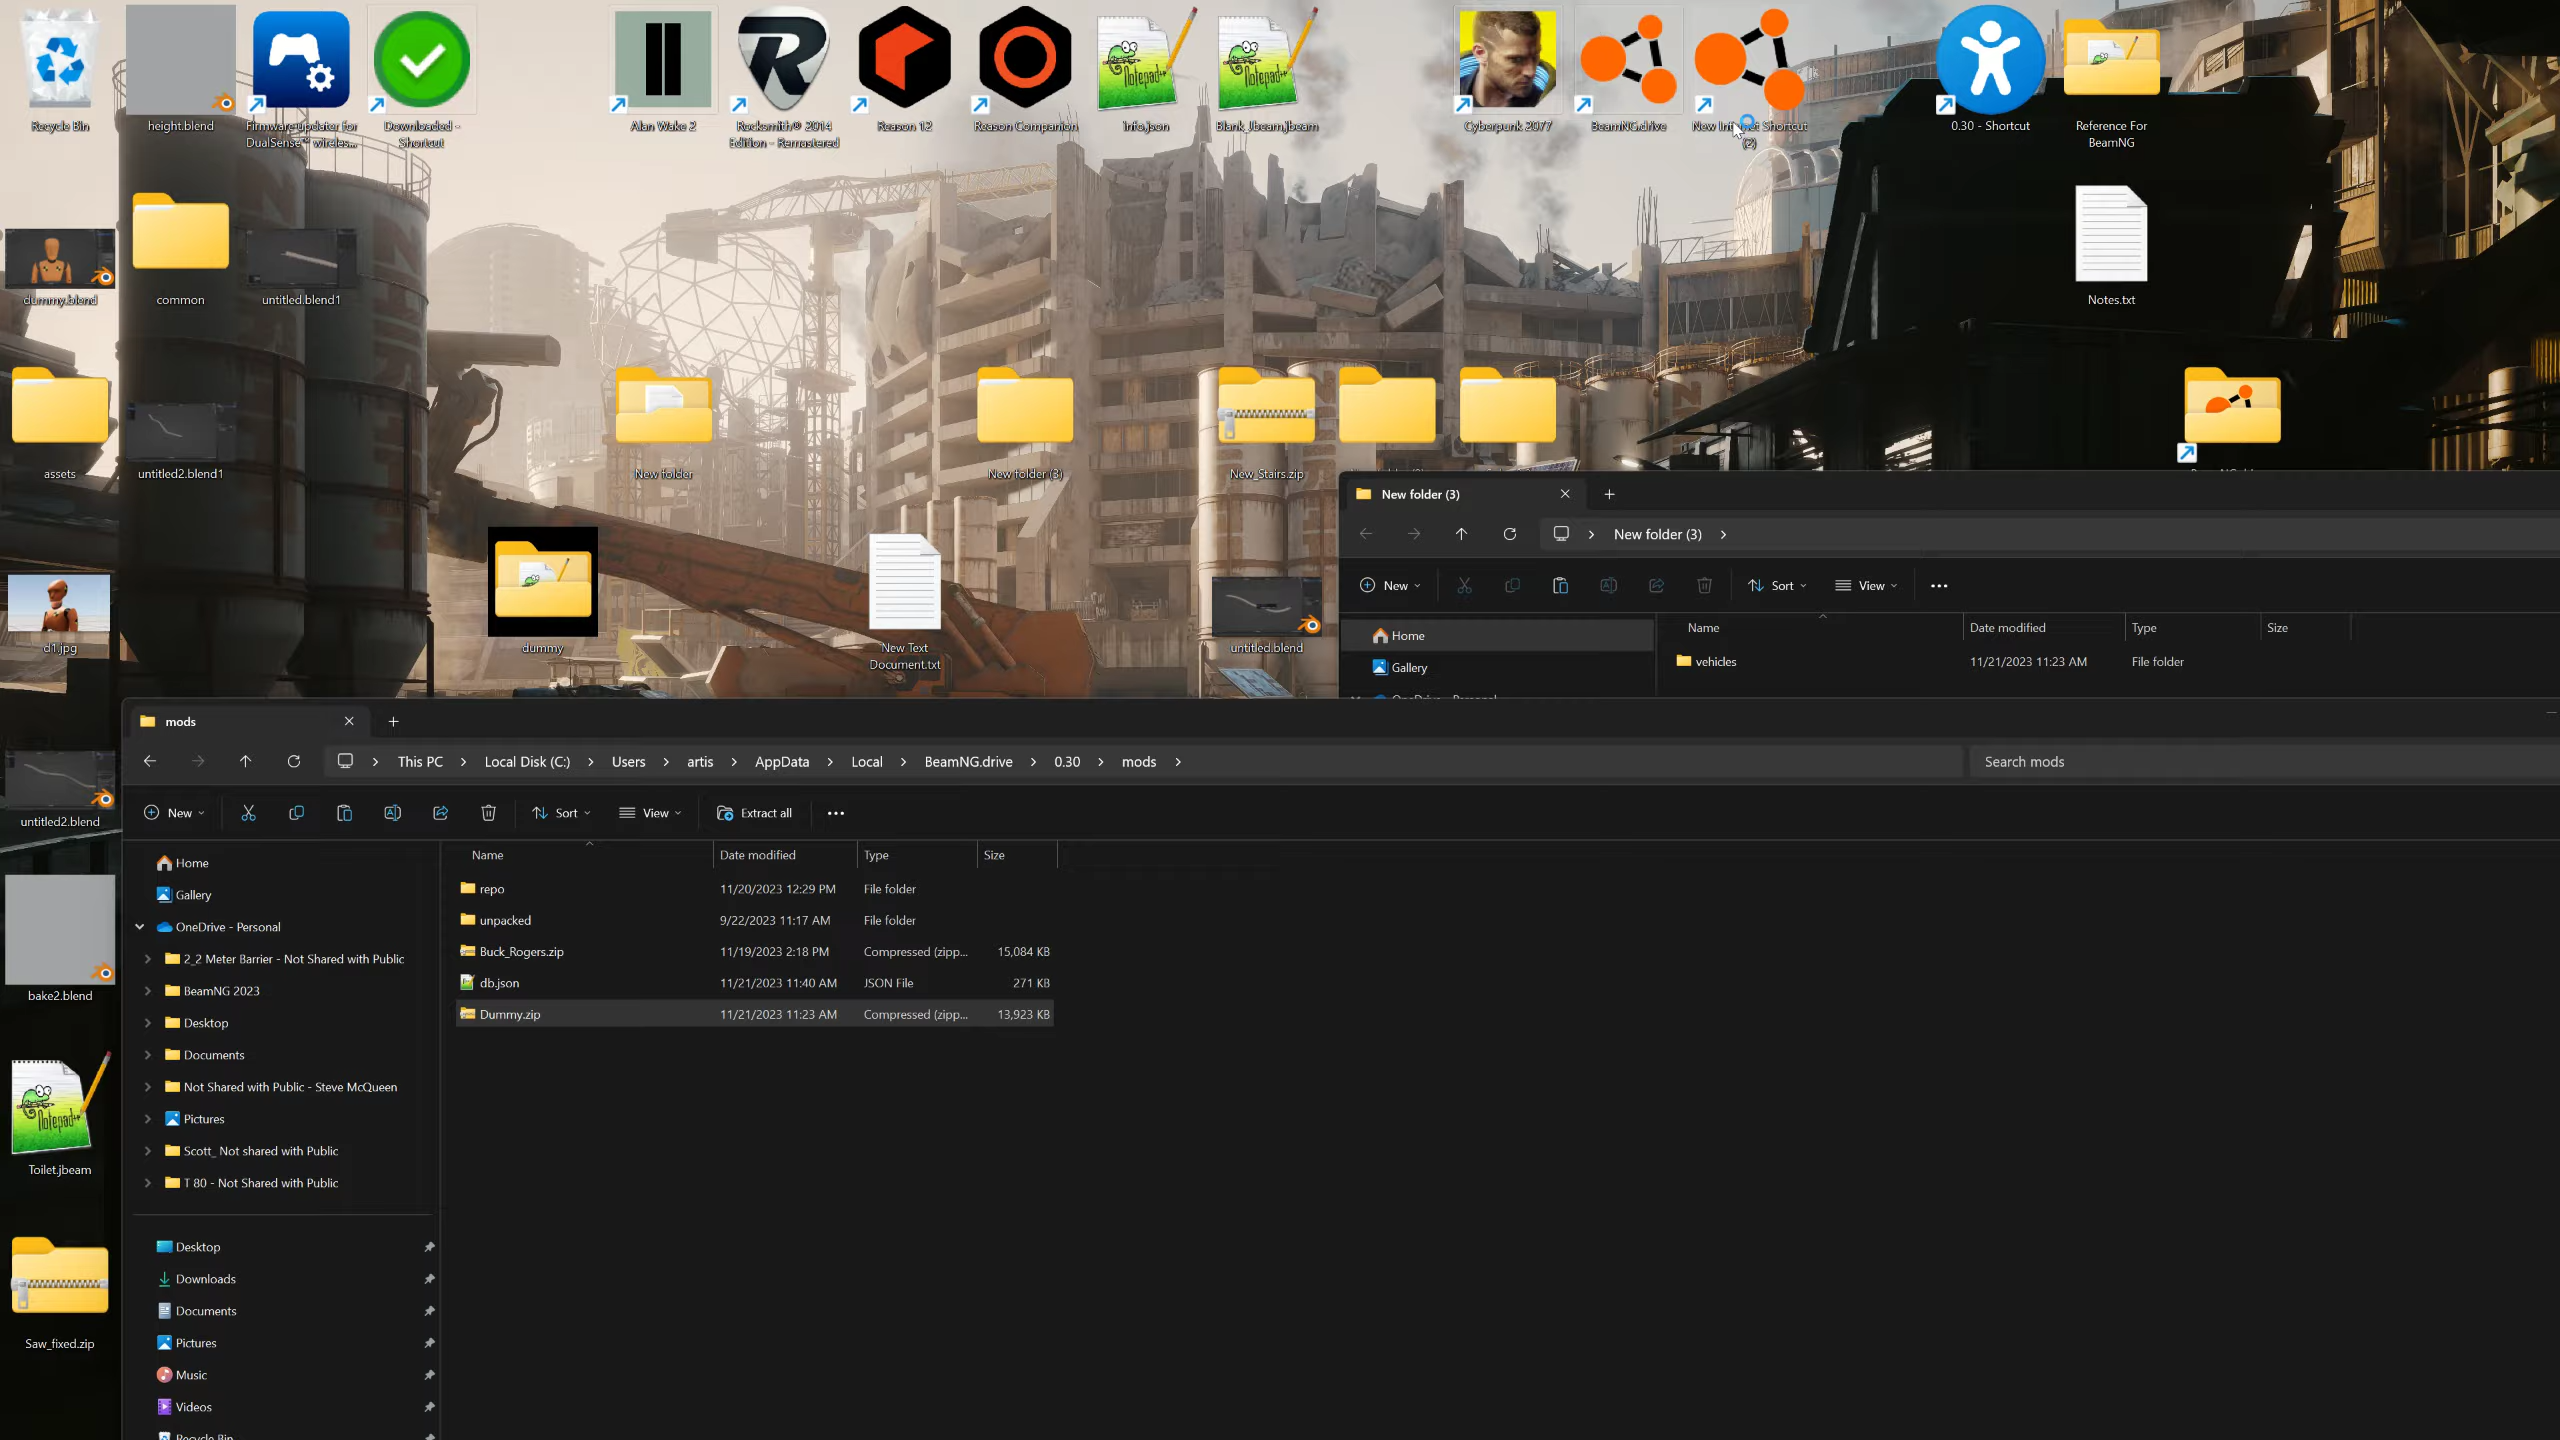 Recycle Bin
height.blend
Firmware updater for
DualSense™ wireles...
Downloaded -
Shortcut
Alan Wake 2
Rocksmith® 2014
Edition - Remastered
Reason 12
Reason Companion
Info.json
Blank_Jbeam.jbeam
Cyberpunk 2077
BeamNG.drive
New Internet Shortcut
(2)
0.30 - Shortcut
Reference For
BeamNG
dummy.blend
common
untitled.blend1
Notes.txt
assets
untitled2.blend1
New folder
New folder (3)
New_Stairs.zip
d1.jpg
dummy
New Text
Document.txt
untitled.blend
New folder (3)
New folder (3)
New
Sort
View
Name
Date modified
Type
Size
Home
Gallery
vehicles
11/21/2023 11:23 AM
File folder
OneDrive - Personal
untitled2.blend
bake2.blend
Toilet.jbeam
Saw_fixed.zip
mods
This PC
Local Disk (C:)
Users
artis
AppData
Local
BeamNG.drive
0.30
mods
Search mods
New
Sort
View
Extract all
Name
Date modified
Type
Size
repo
11/20/2023 12:29 PM
File folder
unpacked
9/22/2023 11:17 AM
File folder
Buck_Rogers.zip
11/19/2023 2:18 PM
Compressed (zipp...
15,084 KB
db.json
11/21/2023 11:40 AM
JSON File
271 KB
Dummy.zip
11/21/2023 11:23 AM
Compressed (zipp...
13,923 KB
Home
Gallery
OneDrive - Personal
2_2 Meter Barrier - Not Shared with Public
BeamNG 2023
Desktop
Documents
Not Shared with Public - Steve McQueen
Pictures
Scott_ Not shared with Public
T 80 - Not Shared with Public
Desktop
Downloads
Documents
Pictures
Music
Videos
Recycle Bin